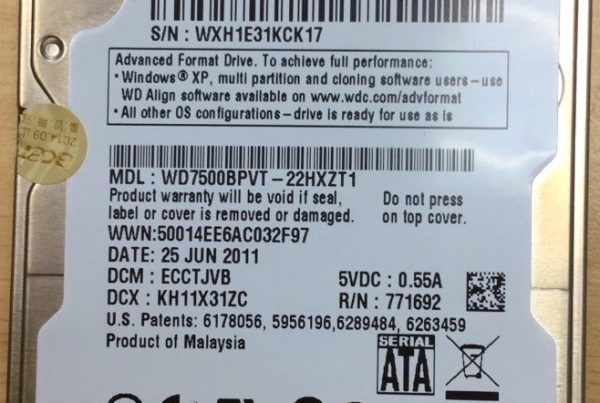 S/N : WXH1E31KCK17
Advanced Format Drive. To achieve full performance:
• Windows® XP, multi partition and cloning software users – use
WD Align software available on www.wdc.com/advformat
• All other OS configurations – drive is ready for use as is
MDL : WD7500BPVT – 22HXZT1
Product warranty will be void if seal,
label or cover is removed or damaged.
Do not press
on top cover.
WWN:50014EE6AC032F97
DATE: 25 JUN 2011
DCM : ECCTJVB
5VDC : 0.55A
DCX : KH11X31ZC
R/N : 771692
U.S. Patents: 6178056, 5956196,6289484, 6263459
Product of Malaysia
SERIAL
ATA
acer
2014.09